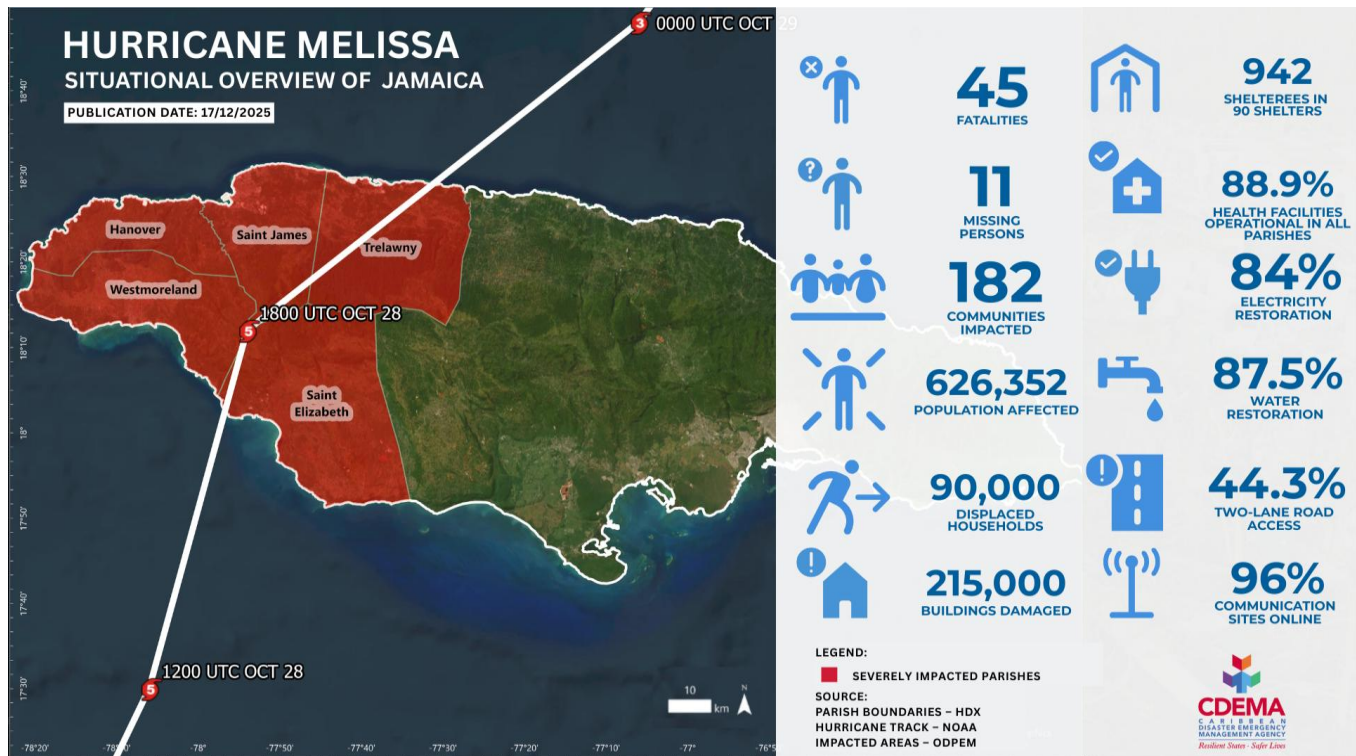 HURRICANE MELISSA
SITUATIONAL OVERVIEW OF JAMAICA
PUBLICATION DATE: 17/12/2025
3
0000 UTC OCT 29
18°40'
18°30'
18°20'
18°10'
18°
17°50'
17°40'
17°30'
Hanover
Saint James
Trelawny
Westmoreland
5
1800 UTC OCT 28
Saint
Elizabeth
5
1200 UTC OCT 28
10
km
N
-78°20'
-78°10'
-78°
-77°50'
-77°40'
-77°30'
-77°20'
-77°10'
-77°
45
FATALITIES
11
MISSING
PERSONS
182
COMMUNITIES
IMPACTED
626,352
POPULATION AFFECTED
90,000
DISPLACED
HOUSEHOLDS
215,000
BUILDINGS DAMAGED
942
SHELTEREES IN
90 SHELTERS
88.9%
HEALTH FACILITIES
OPERATIONAL IN ALL
PARISHES
84%
ELECTRICITY
RESTORATION
87.5%
WATER
RESTORATION
44.3%
TWO-LANE ROAD
ACCESS
96%
COMMUNICATION
SITES ONLINE
LEGEND:
SEVERELY IMPACTED PARISHES
SOURCE:
PARISH BOUNDARIES – HDX
HURRICANE TRACK – NOAA
IMPACTED AREAS – ODPEM
CDEMA
CARIBBEAN
DISASTER EMERGENCY
MANAGEMENT AGENCY
Resilient States - Safer Lives